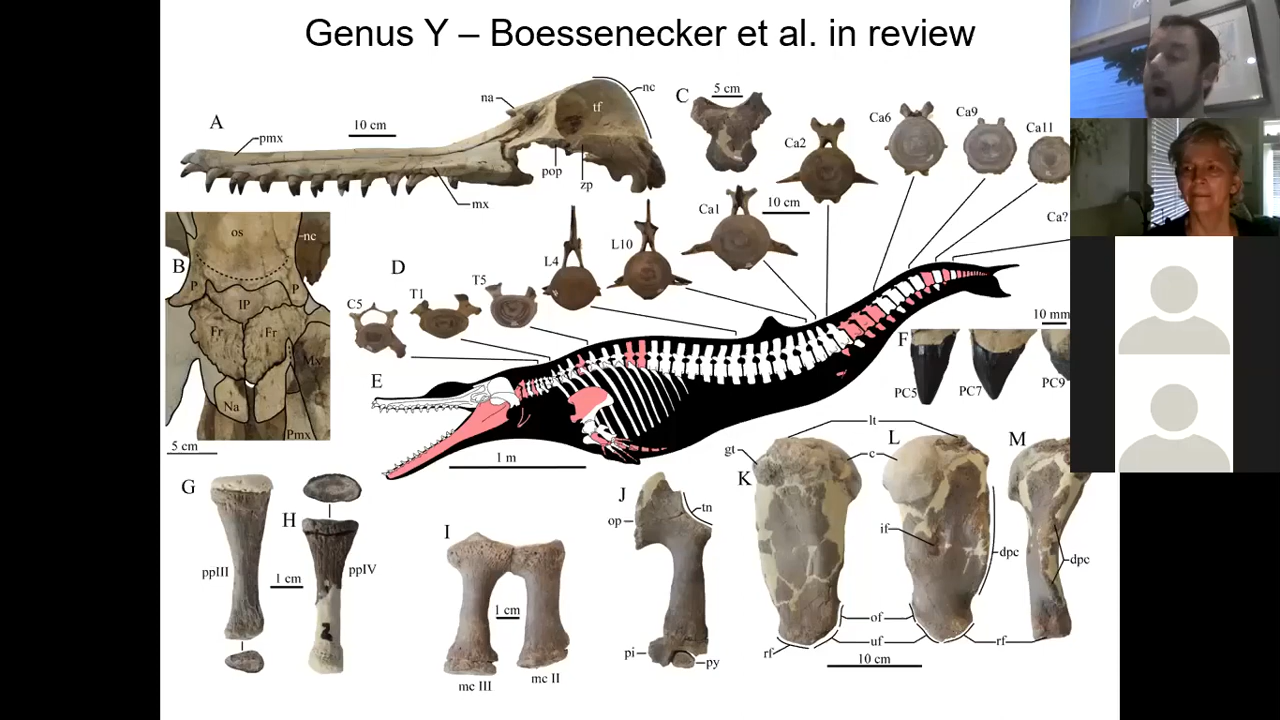 Genus Y – Boessenecker et al. in review
A
pmx
10 cm
na
tf
nc
pop
zp
mx
C
5 cm
Ca2
Ca6
Ca9
Ca11
Ca1
10 cm
Ca?
B
os
nc
P
P
IP
Fr
Fr
Mx
Na
Pmx
5 cm
D
C5
T1
T5
L4
L10
E
1 m
F
10 mm
PC5
PC7
PC9
G
ppIII
H
ppIV
1 cm
2
I
1 cm
mc III
mc II
J
op
tn
pi
py
K
L
M
lt
gt
c
if
dpc
dpc
of
uf
rf
rf
10 cm